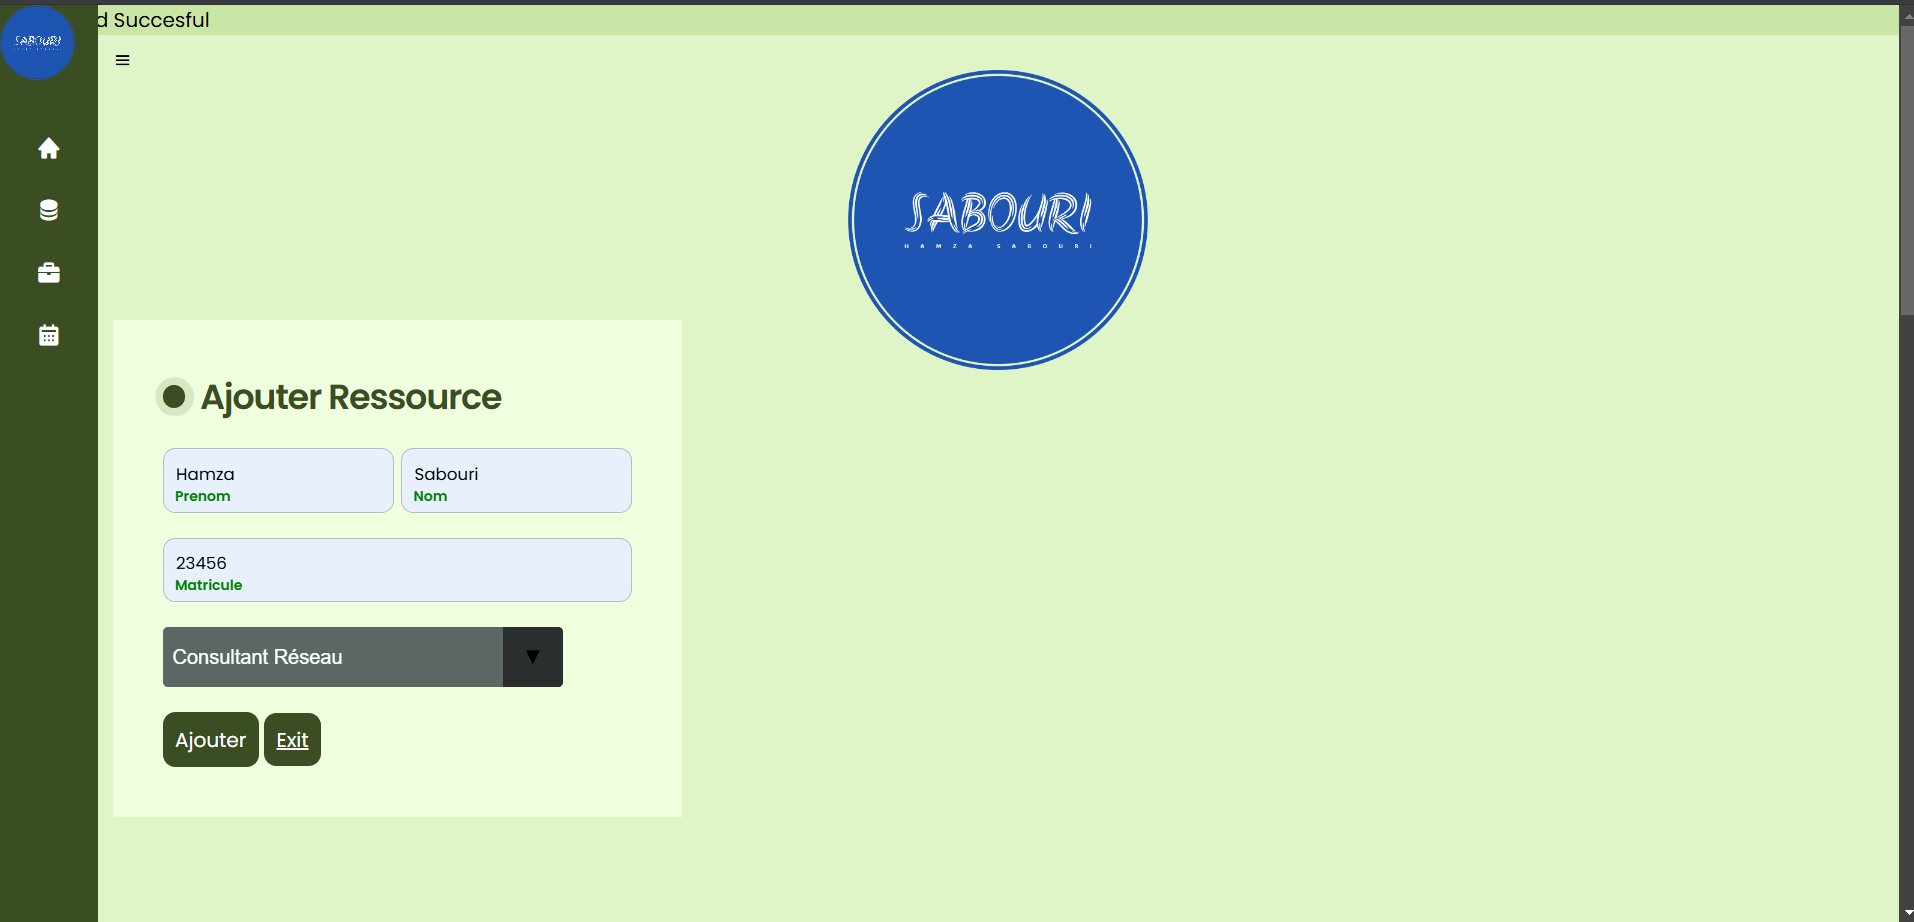 SABOURI
d Succesful
SABOURI
HAMZA SABOURI
Ajouter Ressource
Hamza
Prenom
Sabouri
Nom
23456
Matricule
Consultant Réseau
Ajouter
Exit